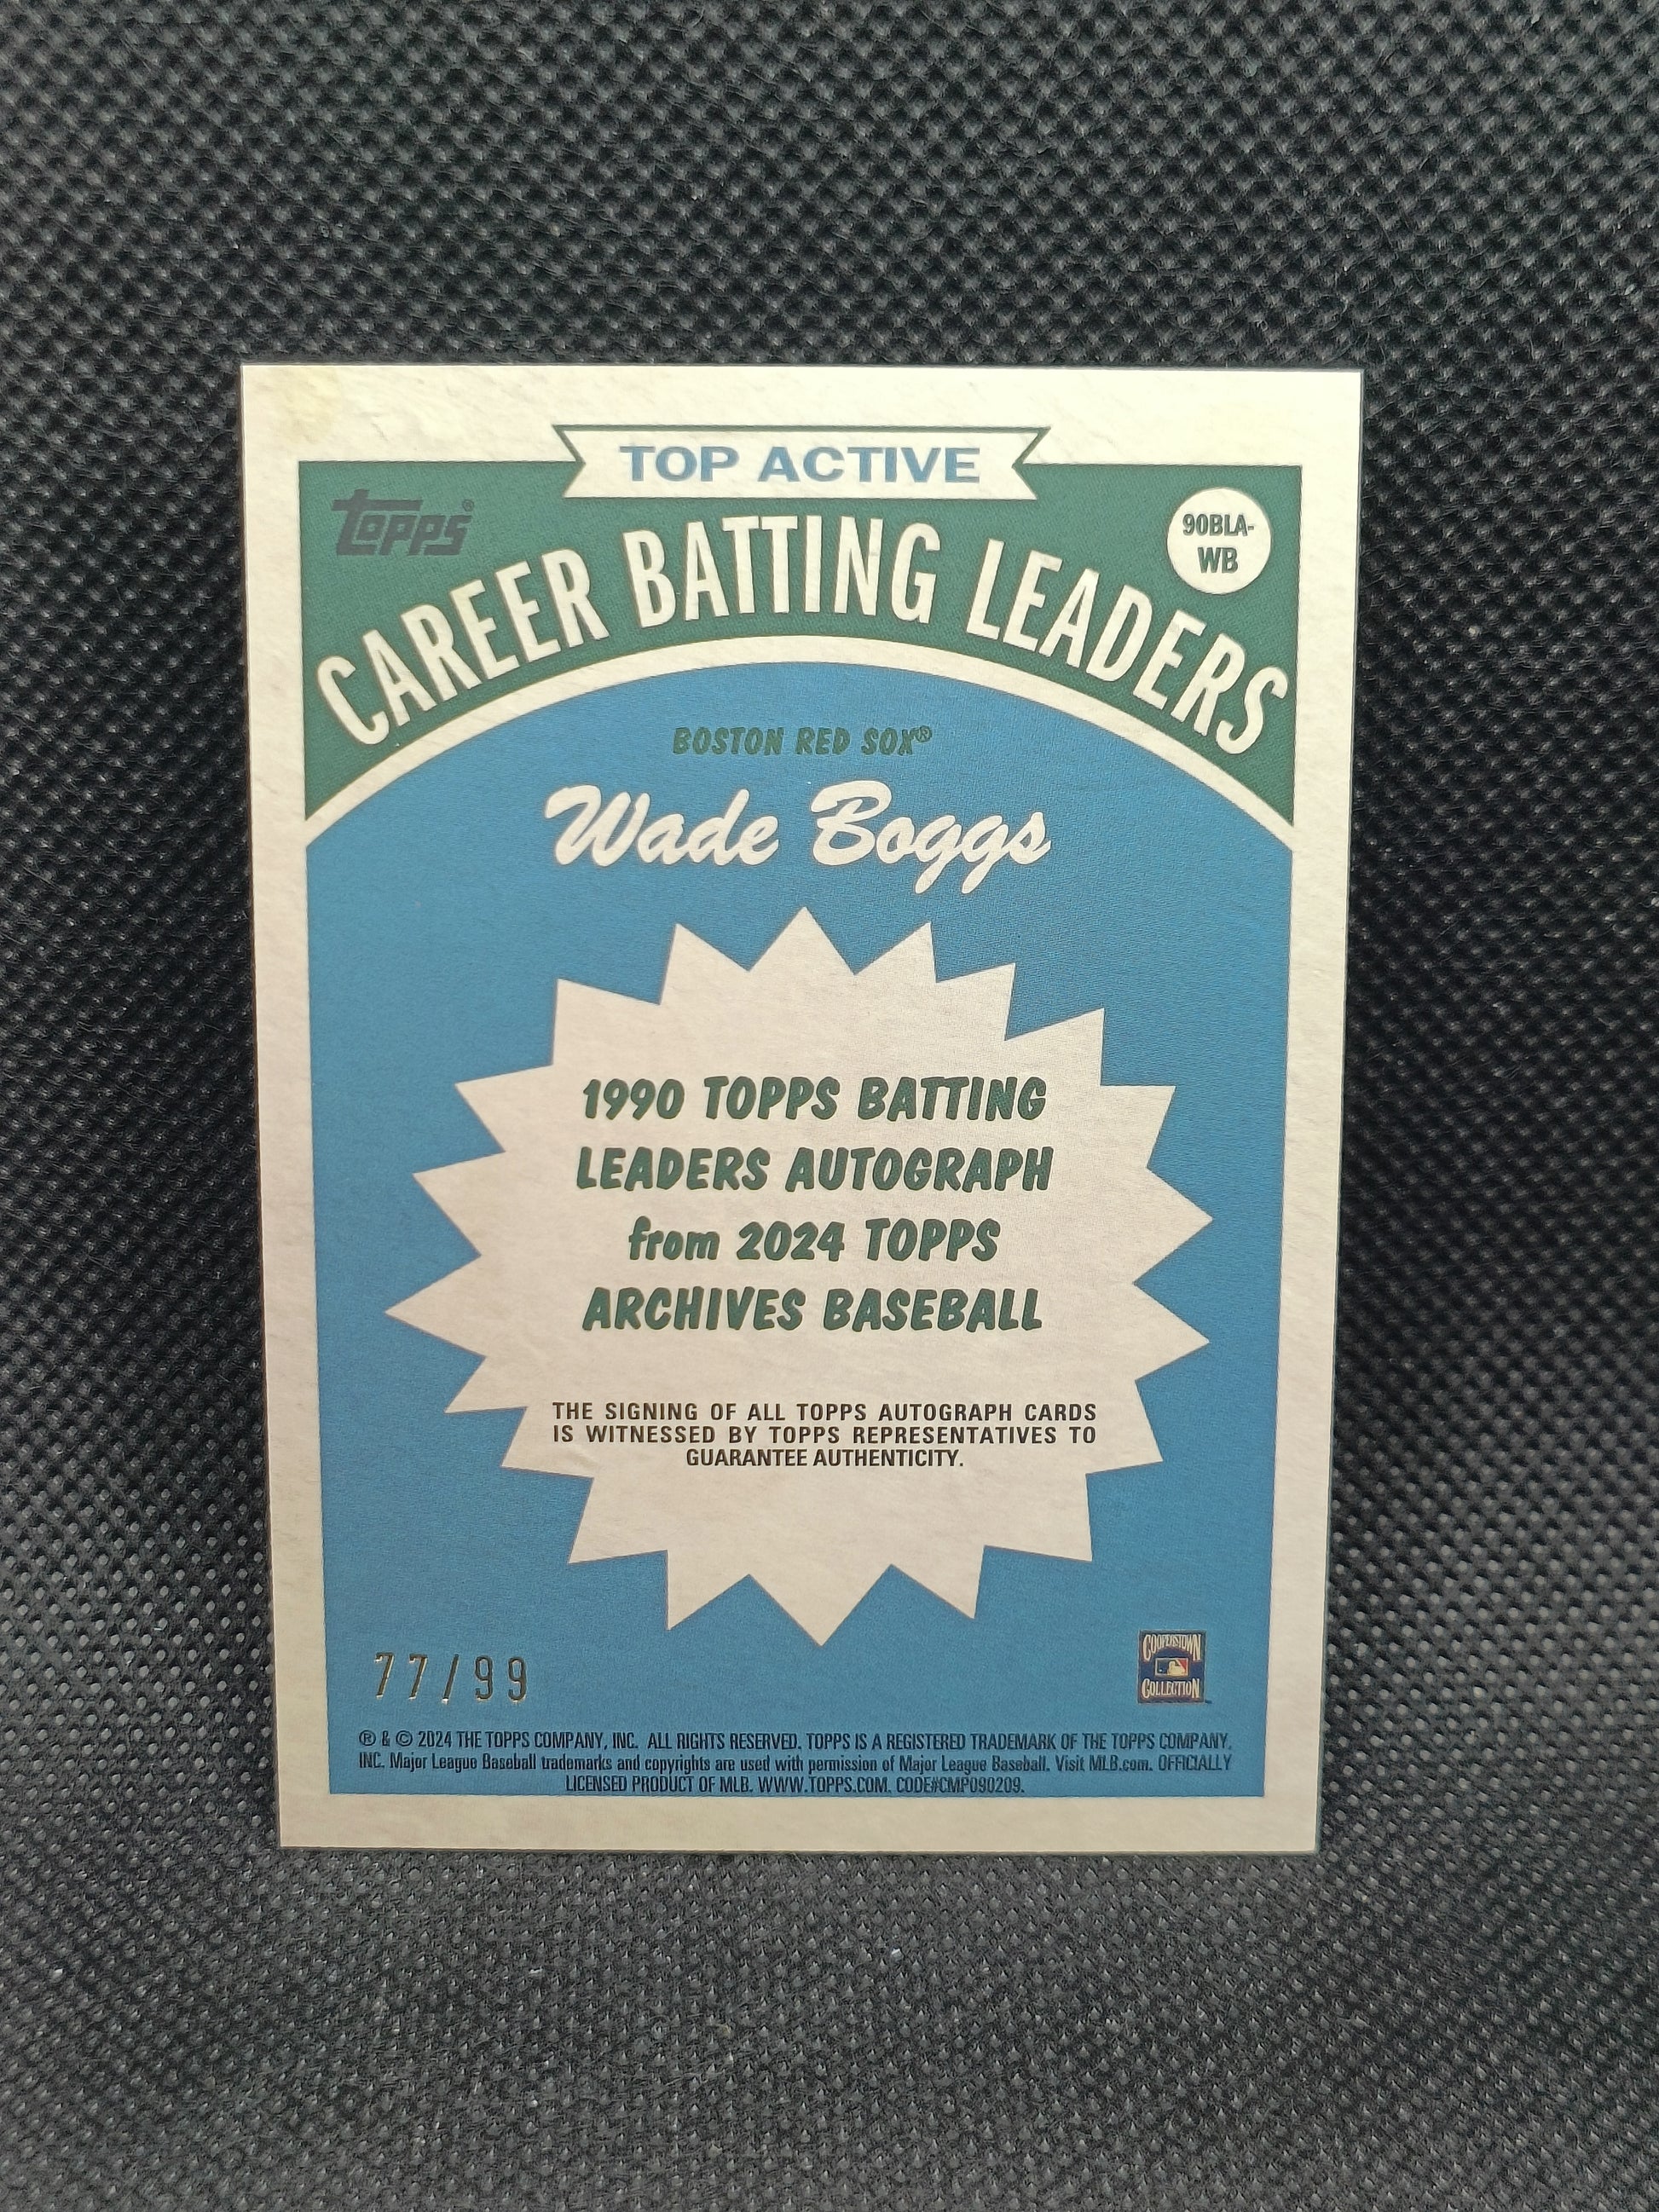 TOP ACTIVE
Topps®
90BLA-
WB
CAREER BATTING LEADERS
BOSTON RED SOX®
Wade Boggs
1990 TOPPS BATTING
LEADERS AUTOGRAPH
from 2024 TOPPS
ARCHIVES BASEBALL
THE SIGNING OF ALL TOPPS AUTOGRAPH CARDS
IS WITNESSED BY TOPPS REPRESENTATIVES TO
GUARANTEE AUTHENTICITY.
77/99
COOPERSTOWN
COLLECTION
® & © 2024 THE TOPPS COMPANY, INC. ALL RIGHTS RESERVED. TOPPS IS A REGISTERED TRADEMARK OF THE TOPPS COMPANY,
INC. Major League Baseball trademarks and copyrights are used with permission of Major League Baseball. Visit MLB.com. OFFICIALLY
LICENSED PRODUCT OF MLB. WWW.TOPPS.COM. CODE#CMP090209.